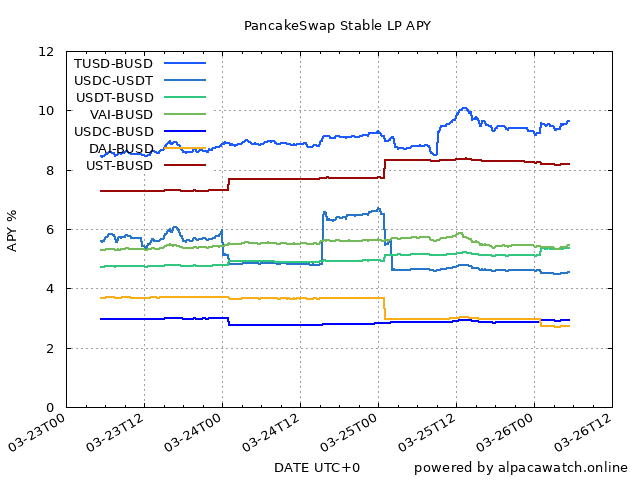 PancakeSwap Stable LP APY
APY %
12
10
8
6
4
2
0
TUSD-BUSD
USDC-USDT
USDT-BUSD
VAI-BUSD
USDC-BUSD
DAI-BUSD
UST-BUSD
03-23T00
03-23T12
03-24T00
03-24T12
03-25T00
03-25T12
03-26T00
03-26T12
DATE UTC+0
powered by alpacawatch.online